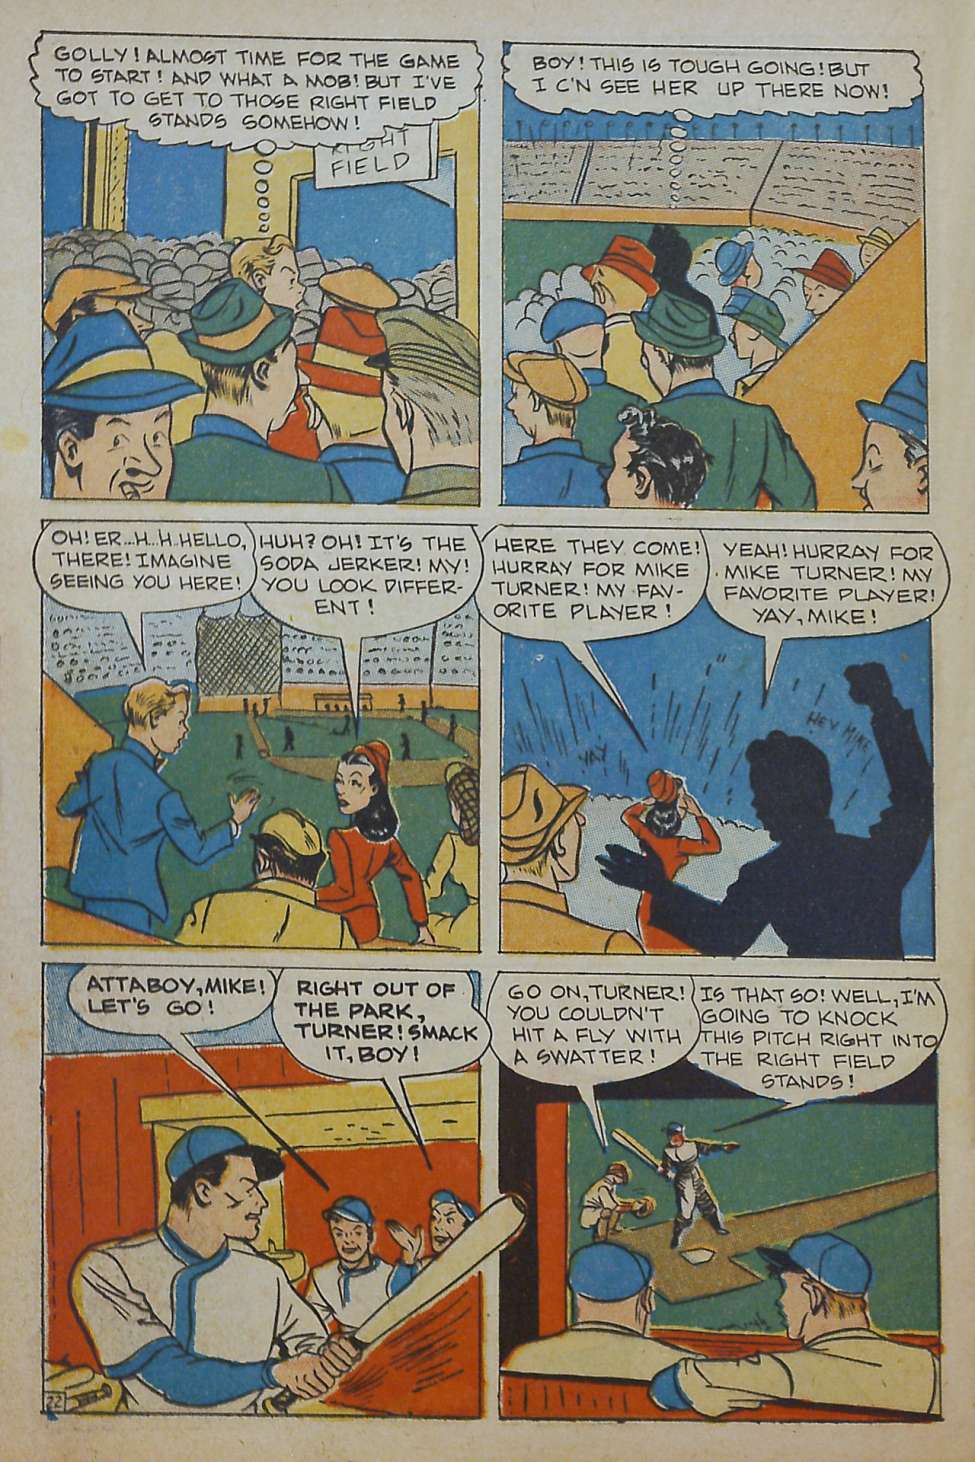 GOLLY! ALMOST TIME FOR THE GAME
TO START! AND WHAT A MOB! BUT I'VE
GOT TO GET TO THOSE RIGHT FIELD
STANDS SOMEHOW!
RIGHT
FIELD
BOY! THIS IS TOUGH GOING! BUT
I C'N SEE HER UP THERE NOW!
OH! ER...H..H.HELLO,
THERE! IMAGINE
SEEING YOU HERE!
HUH? OH! IT'S THE
SODA JERKER! MY!
YOU LOOK DIFFER-
ENT!
HERE THEY COME!
HURRAY FOR MIKE
TURNER! MY FAV-
ORITE PLAYER!
YEAH! HURRAY FOR
MIKE TURNER! MY
FAVORITE PLAYER!
YAY, MIKE!
YAY
HEY MIKE
ATTABOY, MIKE!
LET'S GO!
RIGHT OUT OF
THE PARK,
TURNER! SMACK
IT, BOY!
22
GO ON, TURNER!
YOU COULDN'T
HIT A FLY WITH
A SWATTER!
IS THAT SO! WELL, I'M
GOING TO KNOCK
THIS PITCH RIGHT INTO
THE RIGHT FIELD
STANDS!